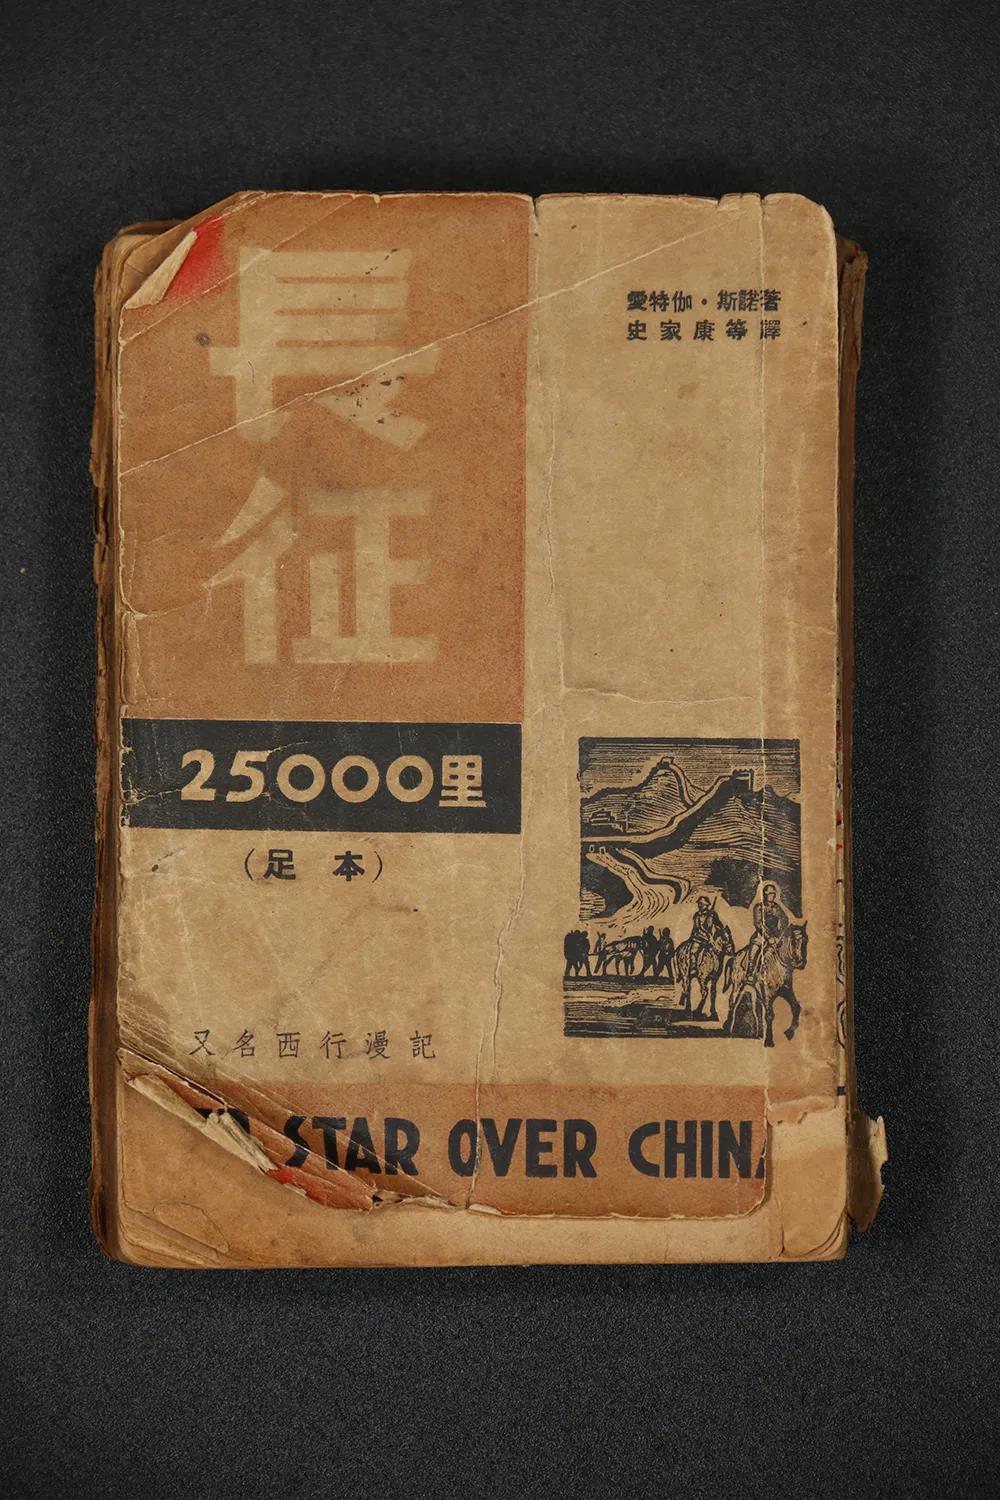 愛特伽·斯諾著
史家康等譯
長征
25000里
（足本）
又名西行漫記
STAR OVER CHIN